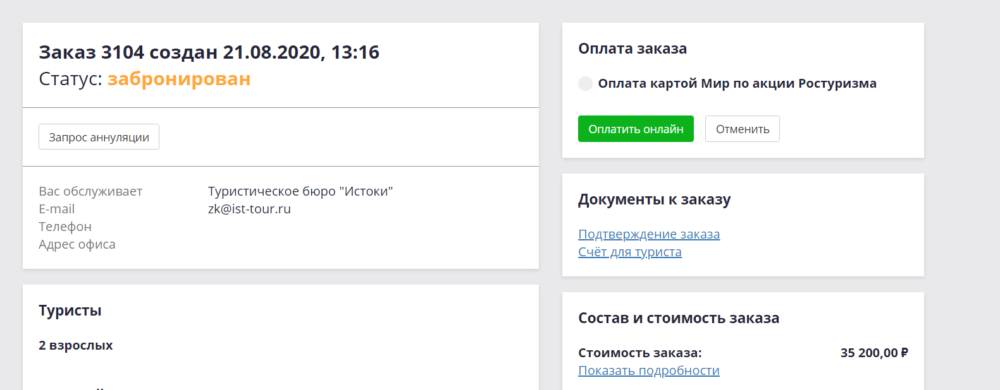 Заказ 3104 создан 21.08.2020, 13:16
Статус: забронирован
Запрос аннуляции
Вас обслуживает Туристическое бюро "Истоки"
E-mail zk@ist-tour.ru
Телефон
Адрес офиса
Туристы
2 взрослых
Оплата заказа
Оплата картой Мир по акции Ростуризма
Оплатить онлайн Отменить
Документы к заказу
Подтверждение заказа
Счёт для туриста
Состав и стоимость заказа
Стоимость заказа: 35 200,00 ₽
Показать подробности